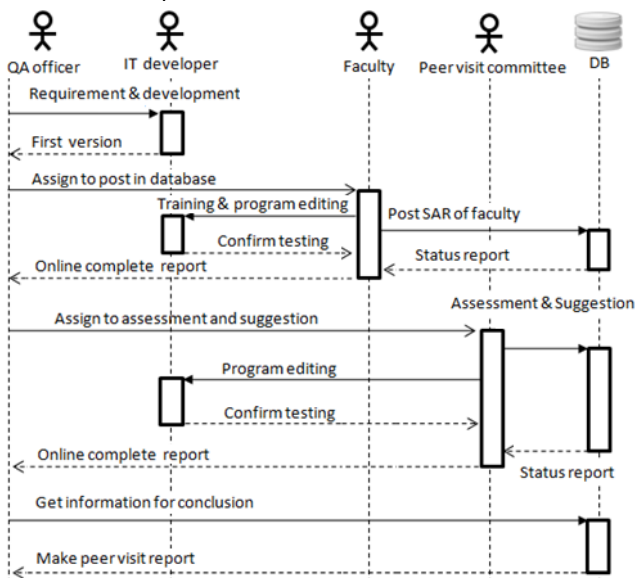 QA officer
IT developer
Faculty
Peer visit committee
DB
Requirement & development
First version
Assign to post in database
Training & program editing
Post SAR of faculty
Confirm testing
Status report
Online complete report
Assessment & Suggestion
Assign to assessment and suggestion
Program editing
Confirm testing
Online complete report
Status report
Get information for conclusion
Make peer visit report